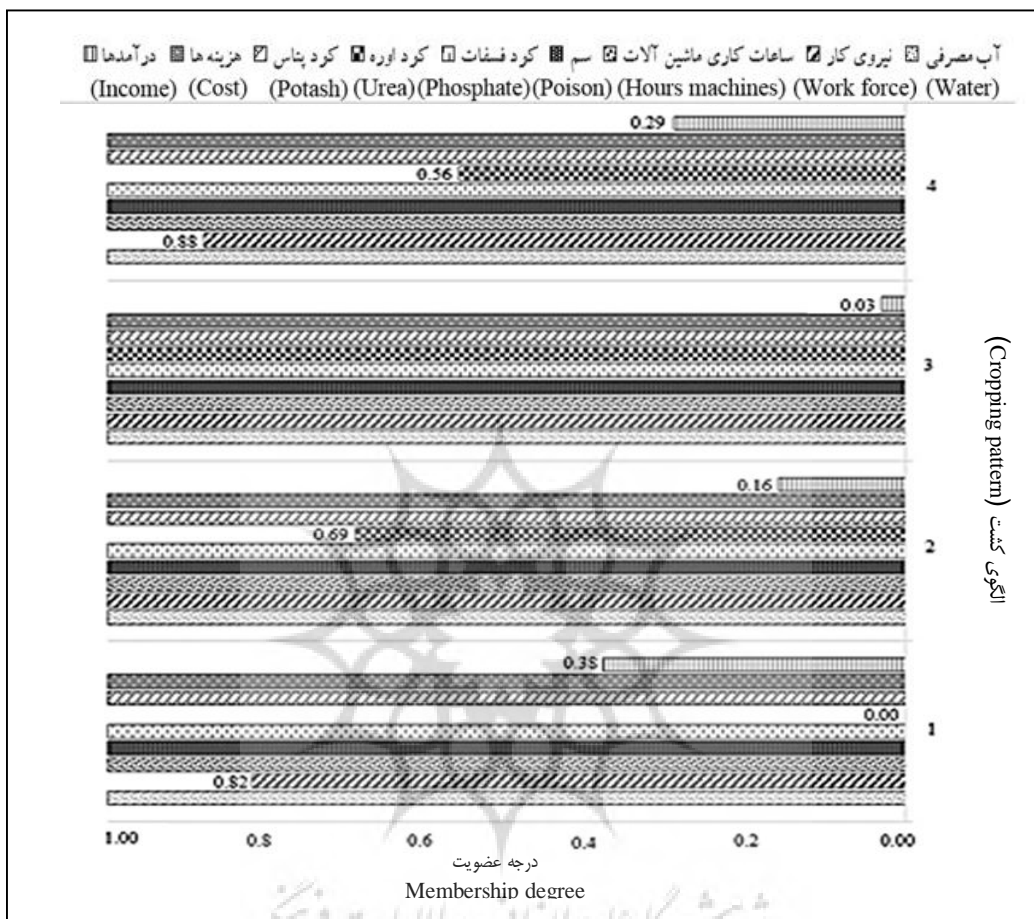 آب مصرفی نیروی کار ساعات کاری ماشین آلات سم کود فسفات کود اوره کود پتاس هزینه ها درآمدها
(Income) (Cost) (Potash) (Urea) (Phosphate) (Poison) (Hours machines) (Work force) (Water)
0.29
0.56
4
0.88
0.03
3
0.16
0.69
2
0.38
0.00
1
0.82
الگوی کشت (Cropping pattern)
1.00 0.8 0.6 0.4 0.2 0.00
درجه عضویت
Membership degree